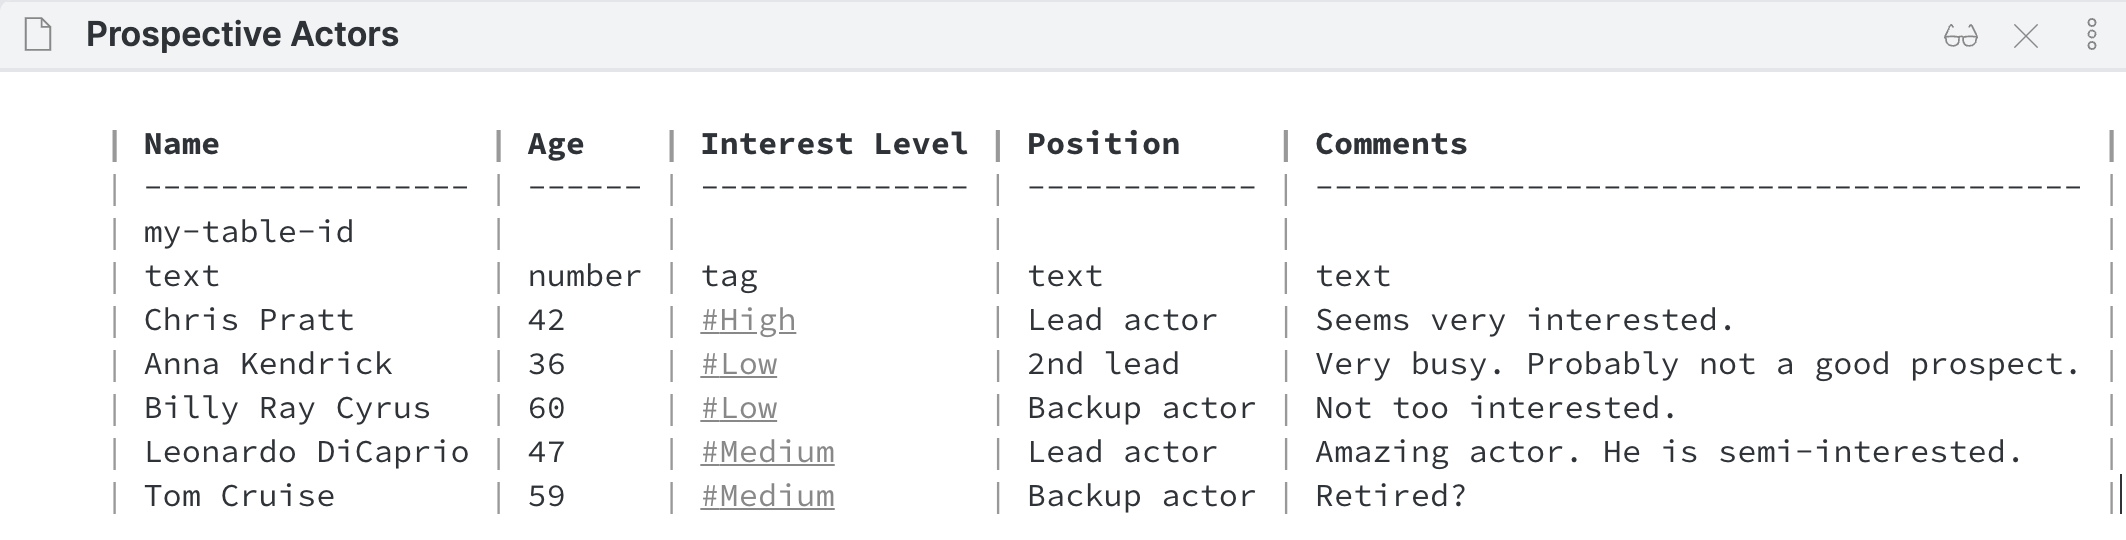 Prospective Actors
| Name              | Age    | Interest Level | Position     | Comments                                 |
| ----------------- | ------ | -------------- | ------------ | ---------------------------------------- |
| my-table-id       |        |                |              |                                          |
| text              | number | tag            | text         | text                                     |
| Chris Pratt       | 42     | #High          | Lead actor   | Seems very interested.                   |
| Anna Kendrick     | 36     | #Low           | 2nd lead     | Very busy. Probably not a good prospect. |
| Billy Ray Cyrus   | 60     | #Low           | Backup actor | Not too interested.                      |
| Leonardo DiCaprio | 47     | #Medium        | Lead actor   | Amazing actor. He is semi-interested.    |
| Tom Cruise        | 59     | #Medium        | Backup actor | Retired?                                 |